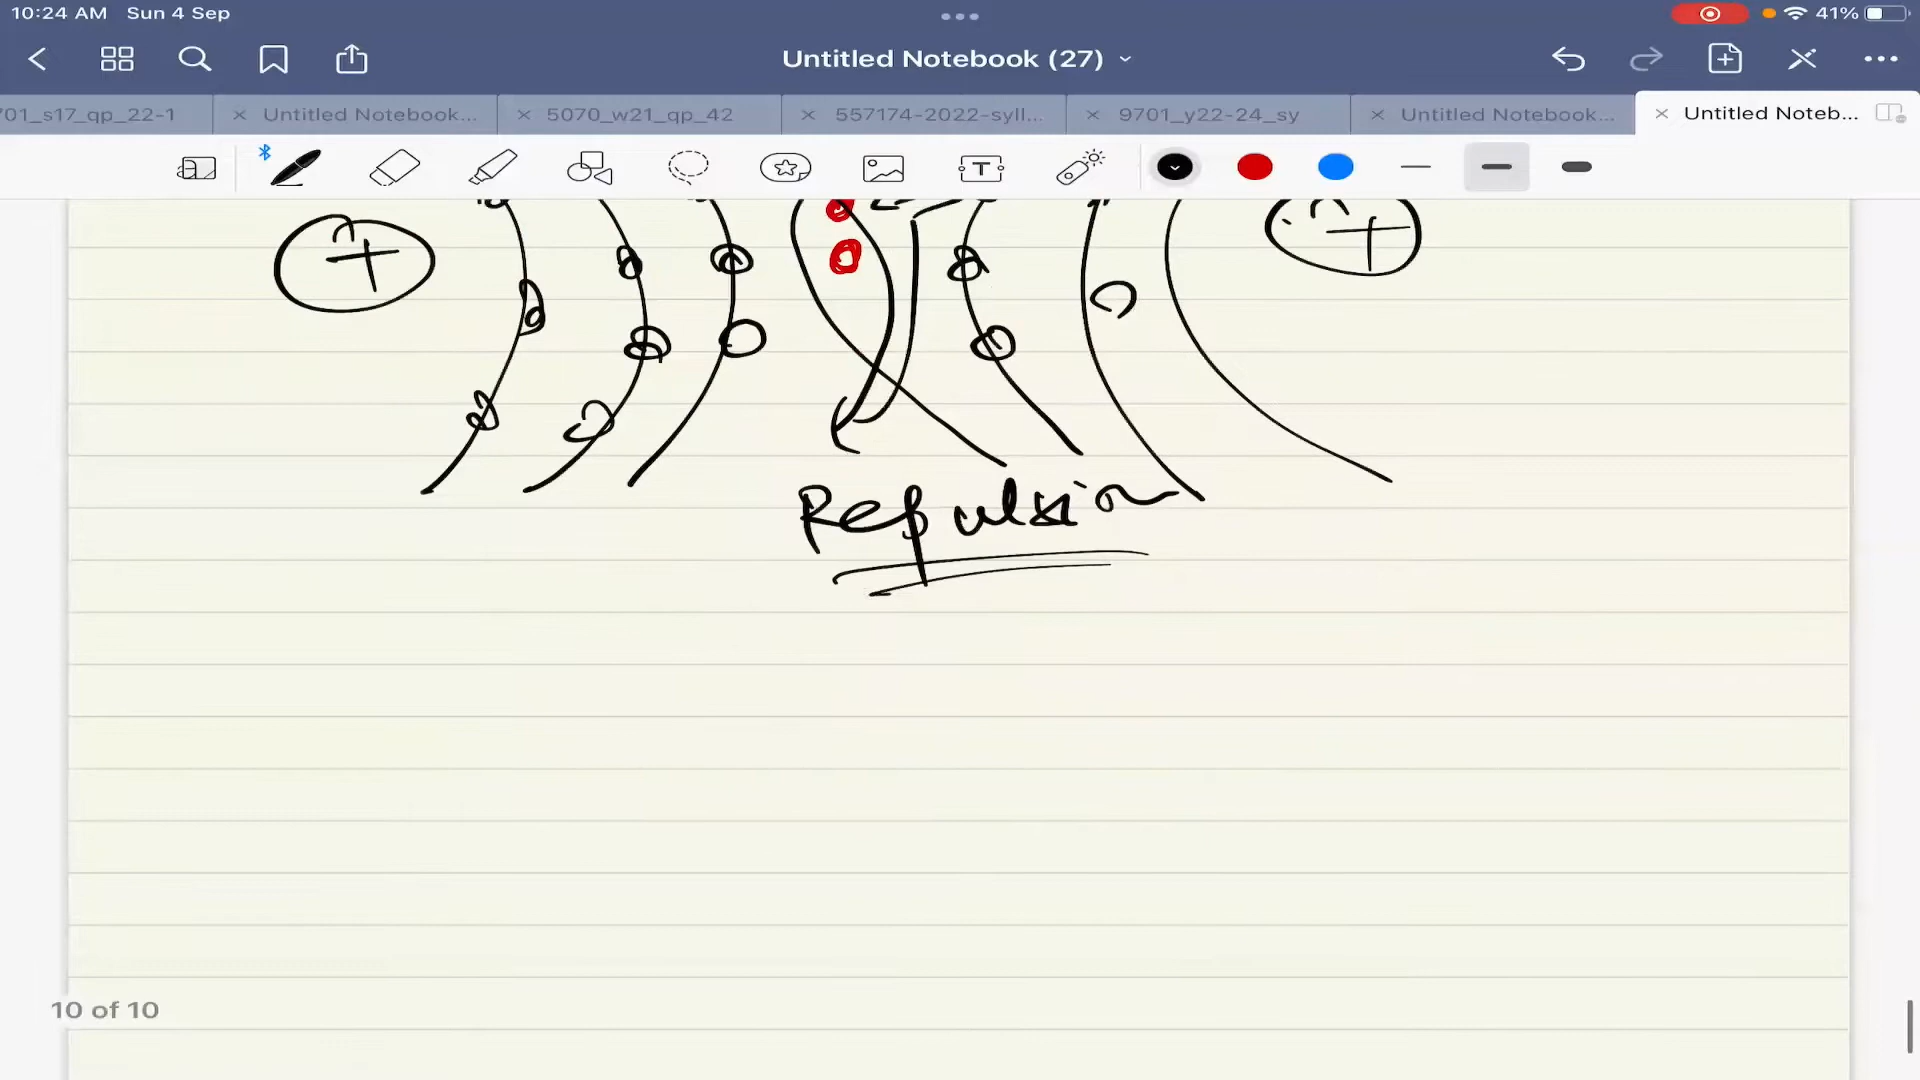 10:24 AM Sun 4 Sep
41%
Untitled Notebook (27)
701_s17_qp_22-1
Untitled Notebook...
5070_w21_qp_42
557174-2022-syll...
9701_y22-24_sy
Untitled Notebook...
Untitled Noteb...
T
n +
n +
Repulsion
10 of 10